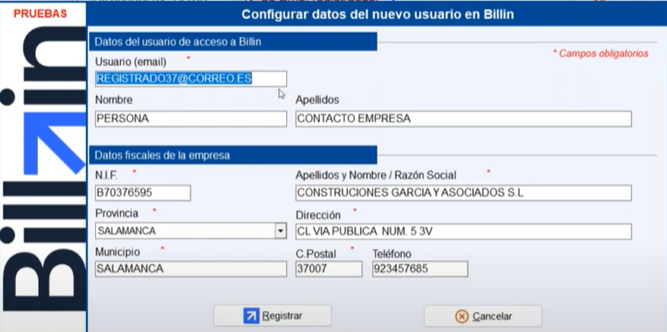 PRUEBAS
Configurar datos del nuevo usuario en Billin
Datos del usuario de acceso a Billin
* Campos obligatorios
Usuario (email) *
REGISTRADO37@CORREO.ES
Nombre Apellidos
PERSONA CONTACTO EMPRESA
Datos fiscales de la empresa
N.I.F. * Apellidos y Nombre / Razón Social *
B70376595 CONSTRUCIONES GARCIA Y ASOCIADOS S.L
Provincia * Dirección *
SALAMANCA CL VIA PUBLICA NUM. 5 3V
Municipio * C.Postal * Teléfono
SALAMANCA 37007 923457685
Registrar Cancelar
Billin